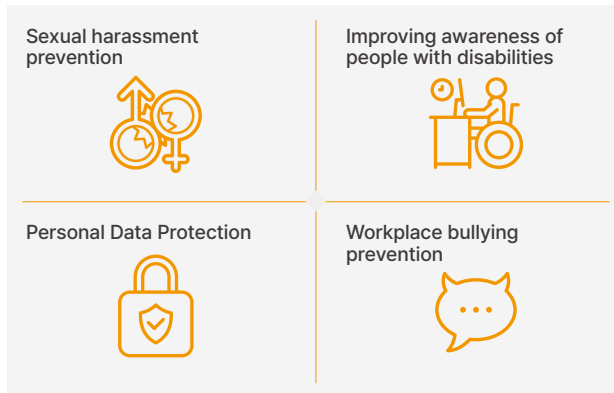 Sexual harassment
prevention
Improving awareness of
people with disabilities
Personal Data Protection
Workplace bullying
prevention